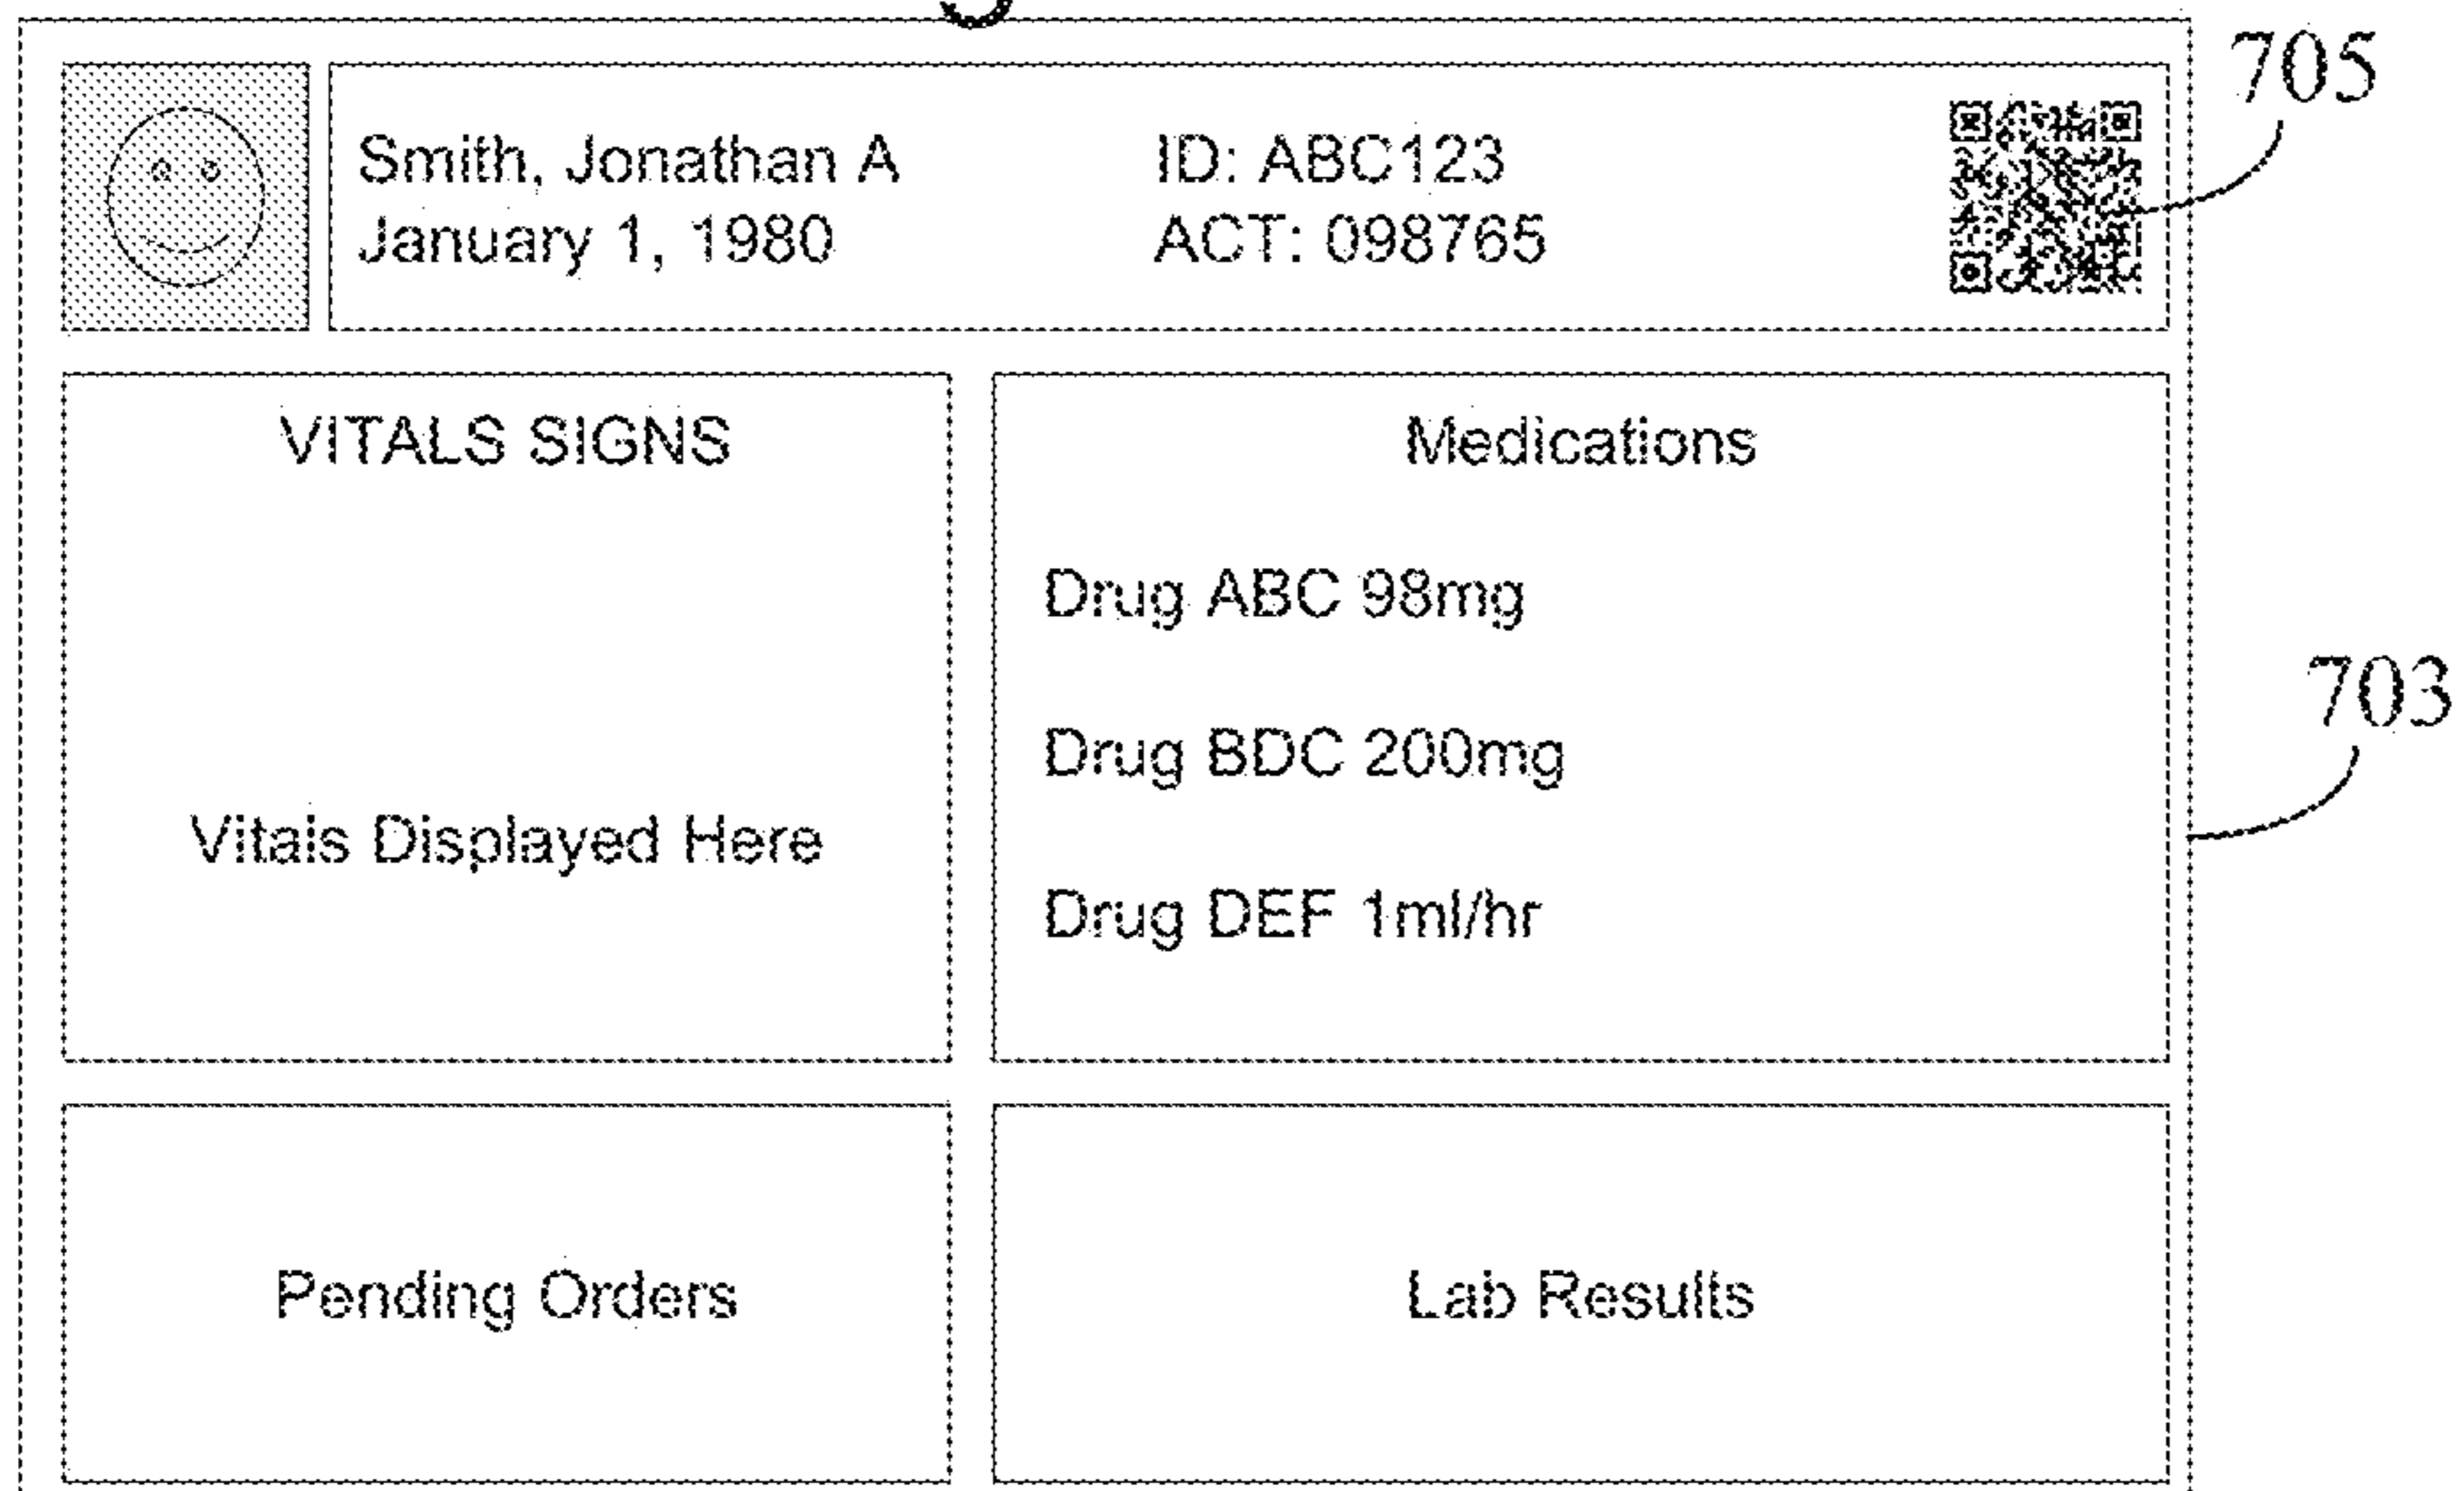 705
Smith, Jonathan A
January 1, 1980
ID: ABC123
ACT: 098765
VITALS SIGNS
Vitals Displayed Here
Medications
Drug ABC 98mg
Drug BDC 200mg
Drug DEF 1ml/hr
703
Pending Orders
Lab Results